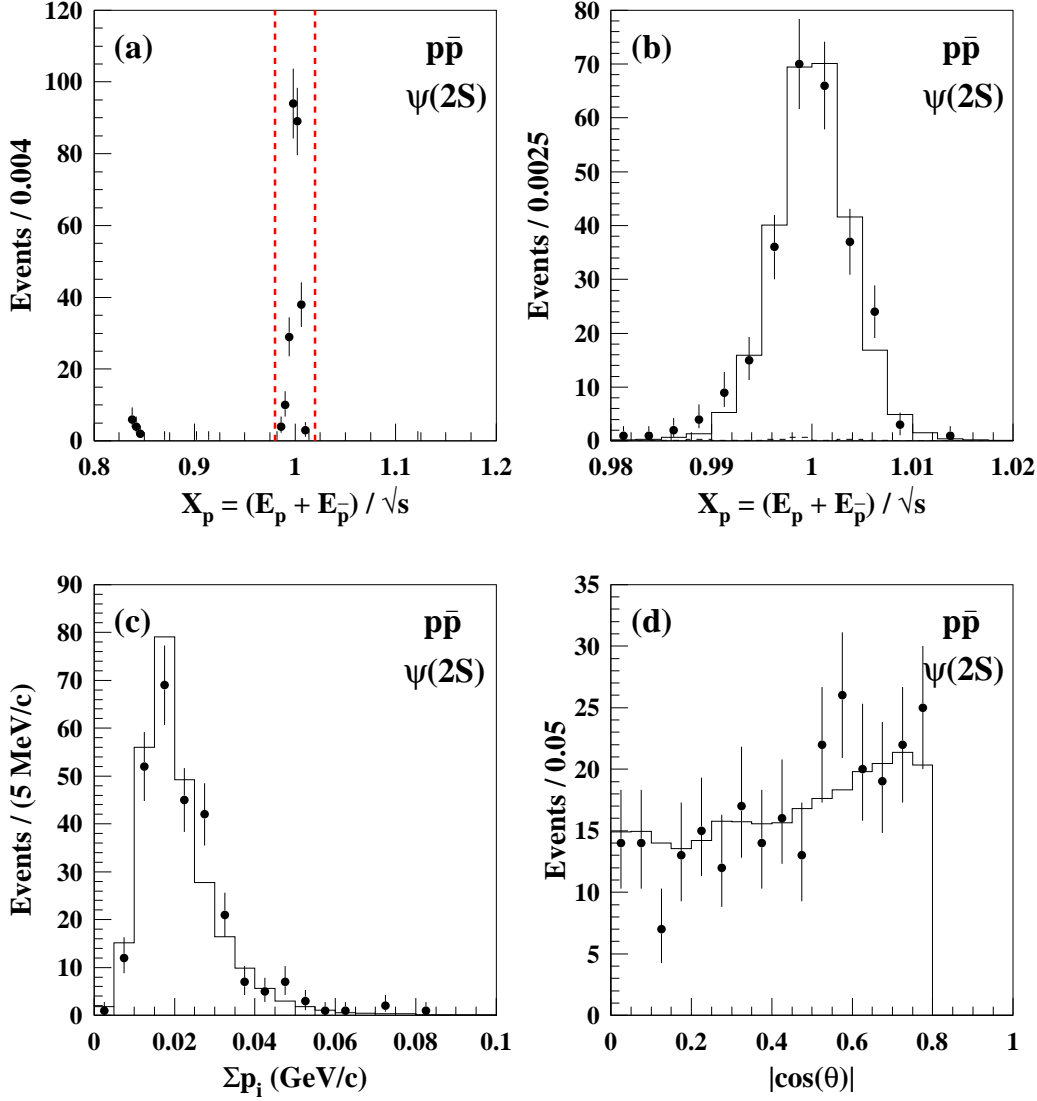 (a)
pp̄
ψ(2S)
Events / 0.004
120
100
80
60
40
20
0
0.8
0.9
1
1.1
1.2
X_p = (E_p + E_p̄) / √s
(b)
pp̄
ψ(2S)
Events / 0.0025
80
70
60
50
40
30
20
10
0
0.98
0.99
1
1.01
1.02
X_p = (E_p + E_p̄) / √s
(c)
pp̄
ψ(2S)
Events / (5 MeV/c)
90
80
70
60
50
40
30
20
10
0
0
0.02
0.04
0.06
0.08
0.1
Σp_i (GeV/c)
(d)
pp̄
ψ(2S)
Events / 0.05
35
30
25
20
15
10
5
0
0
0.2
0.4
0.6
0.8
1
|cos(θ)|